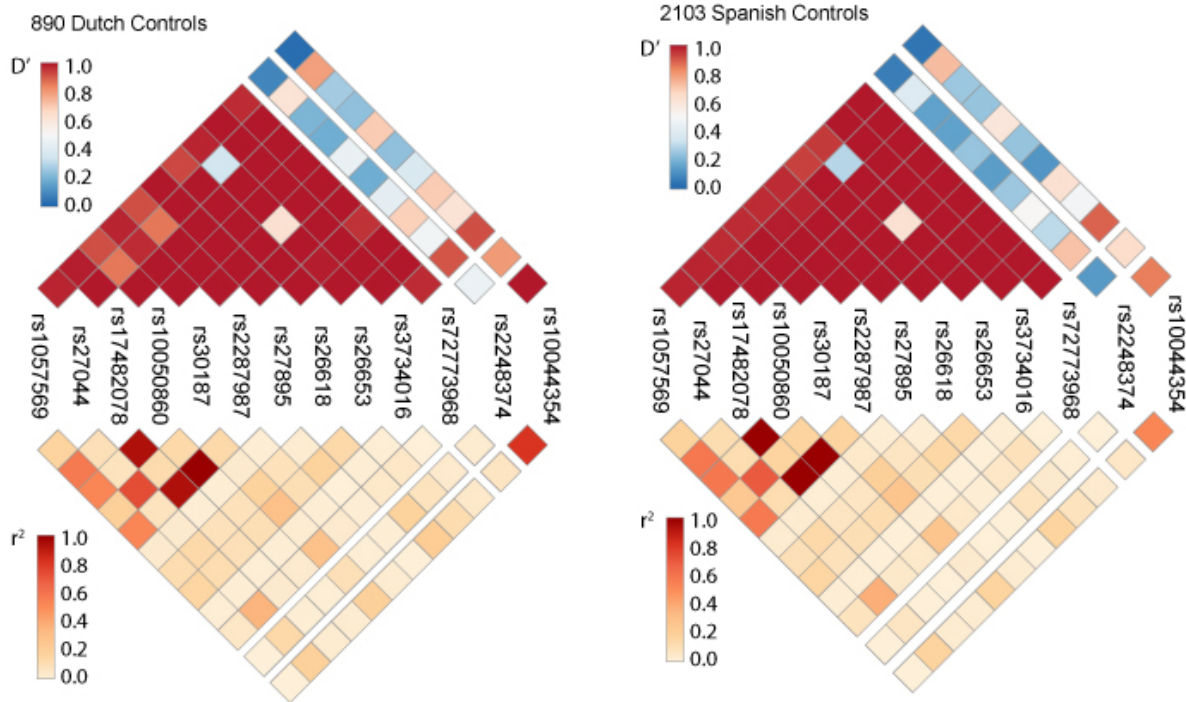 890 Dutch Controls
D′
1.0
0.8
0.6
0.4
0.2
0.0
rs1057569
rs27044
rs17482078
rs10050860
rs30187
rs2287987
rs27895
rs26618
rs26653
rs3734016
rs72773968
rs2248374
rs10044354
r²
1.0
0.8
0.6
0.4
0.2
0.0
2103 Spanish Controls
D′
1.0
0.8
0.6
0.4
0.2
0.0
rs1057569
rs27044
rs17482078
rs10050860
rs30187
rs2287987
rs27895
rs26618
rs26653
rs3734016
rs72773968
rs2248374
rs10044354
r²
1.0
0.8
0.6
0.4
0.2
0.0